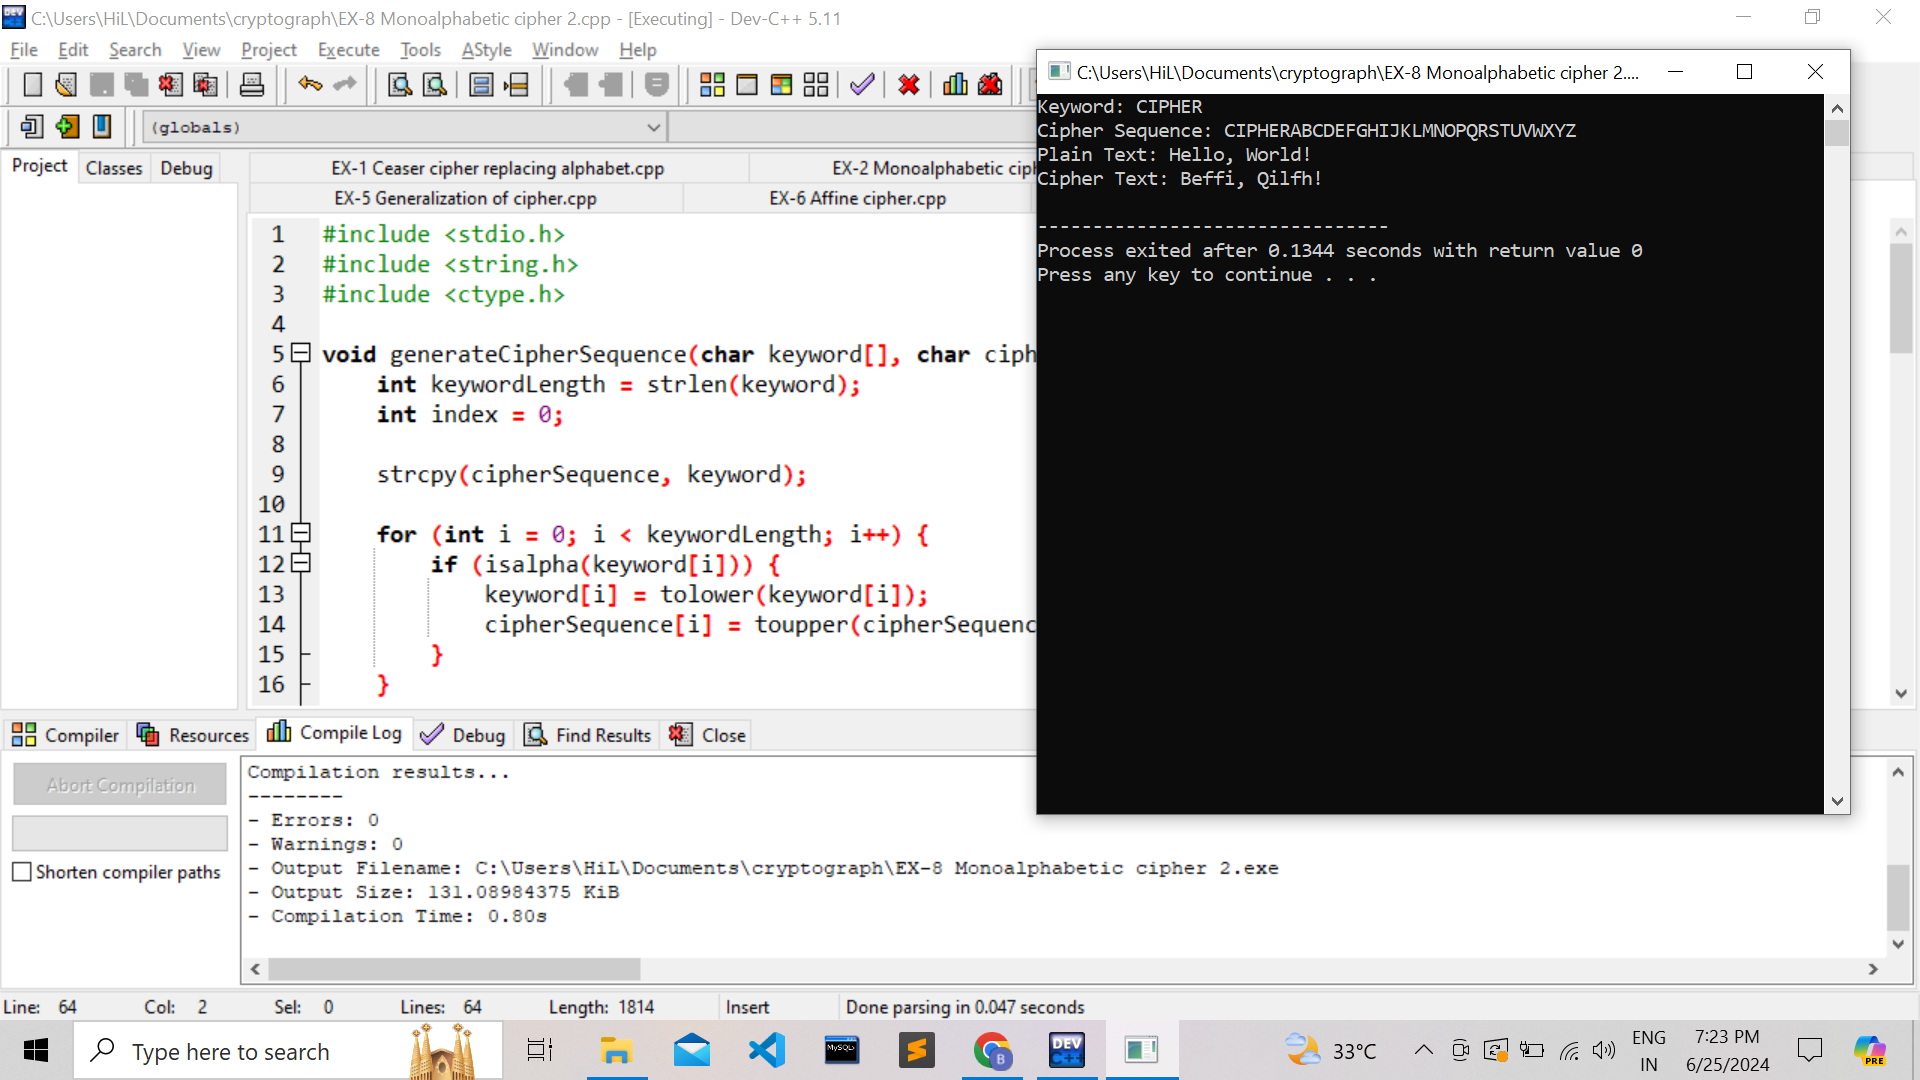 C:\Users\HiL\Documents\cryptograph\EX-8 Monoalphabetic cipher 2.cpp - [Executing] - Dev-C++ 5.11
File Edit Search View Project Execute Tools AStyle Window Help
(globals)
Project Classes Debug
EX-1 Ceaser cipher replacing alphabet.cpp
EX-2 Monoalphabetic ciph
EX-5 Generalization of cipher.cpp
EX-6 Affine cipher.cpp
1 #include <stdio.h>
2 #include <string.h>
3 #include <ctype.h>
4
5 void generateCipherSequence(char keyword[], char ciph
6 int keywordLength = strlen(keyword);
7 int index = 0;
8
9 strcpy(cipherSequence, keyword);
10
11 for (int i = 0; i < keywordLength; i++) {
12 if (isalpha(keyword[i])) {
13 keyword[i] = tolower(keyword[i]);
14 cipherSequence[i] = toupper(cipherSequenc
15 }
16 }
C:\Users\HiL\Documents\cryptograph\EX-8 Monoalphabetic cipher 2....
Keyword: CIPHER
Cipher Sequence: CIPHERABCDEFGHIJKLMNOPQRSTUVWXYZ
Plain Text: Hello, World!
Cipher Text: Beffi, Qilfh!
--------------------------------
Process exited after 0.1344 seconds with return value 0
Press any key to continue . . .
Compiler Resources Compile Log Debug Find Results Close
Abort Compilation
Shorten compiler paths
Compilation results...
--------
- Errors: 0
- Warnings: 0
- Output Filename: C:\Users\HiL\Documents\cryptograph\EX-8 Monoalphabetic cipher 2.exe
- Output Size: 131.08984375 KiB
- Compilation Time: 0.80s
Line: 64 Col: 2 Sel: 0 Lines: 64 Length: 1814 Insert Done parsing in 0.047 seconds
Type here to search
MySQL
DEV
C++
B
33°C
ENG
IN
7:23 PM
6/25/2024
PRE